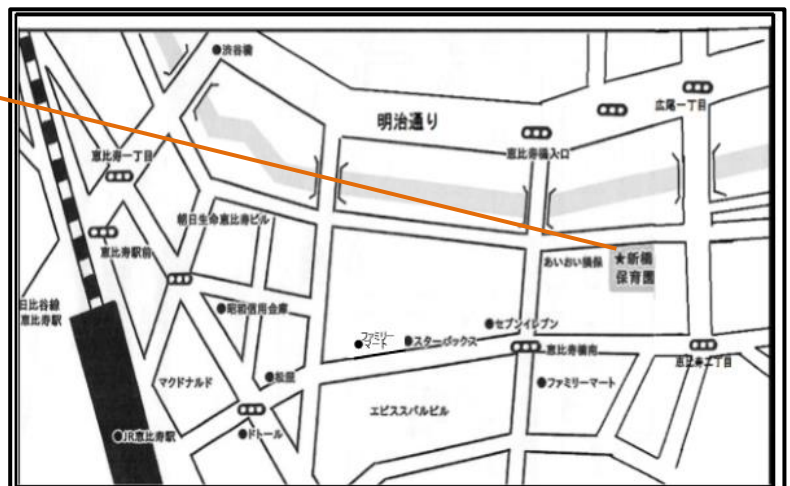 ●渋谷橋
広尾一丁目
明治通り
恵比寿橋入口
恵比寿一丁目
朝日生命恵比寿ビル
恵比寿駅前
あいおい損保
★新橋
保育園
日比谷線
恵比寿駅
●昭和信用金庫
●セブンイレブン
ファミリー
●マート
●スターバックス
恵比寿橋南
恵比寿二丁目
マクドナルド
●松屋
●ファミリーマート
エビススバルビル
●JR恵比寿駅
●ドトール